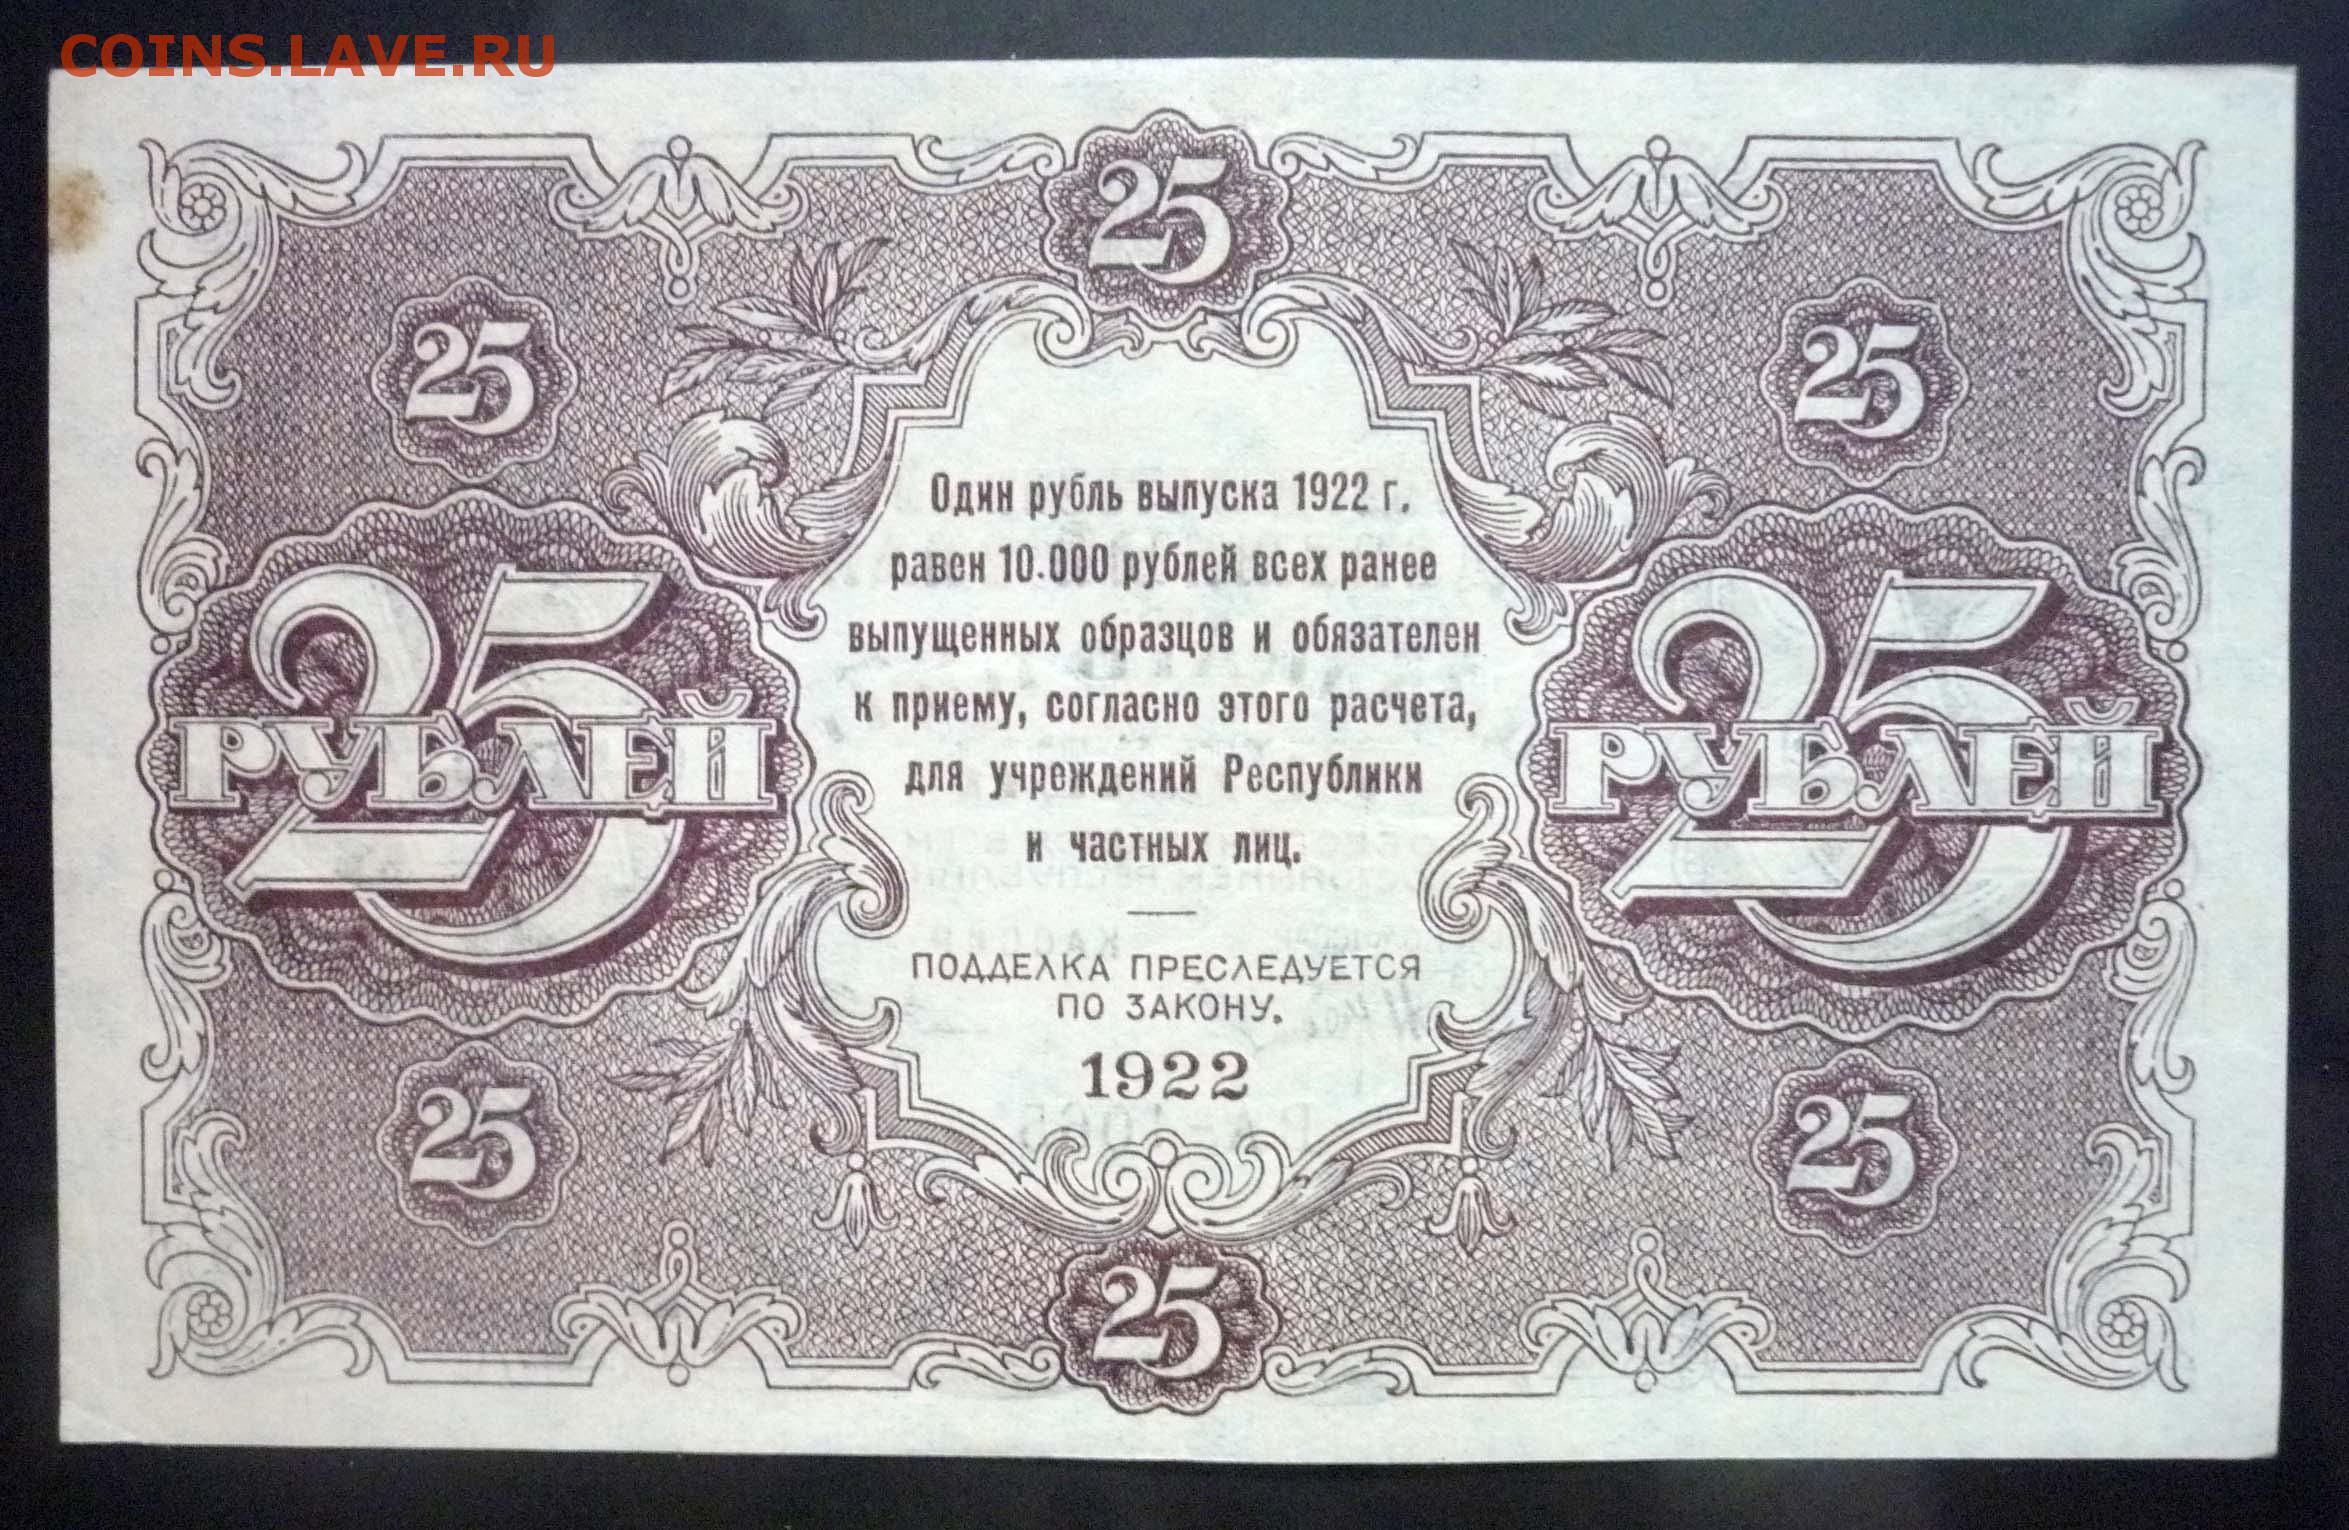 COINS.LAVE.RU
25
25
25
Один рубль выпуска 1922 г.
равен 10.000 рублей всех ранее
выпущенных образцов и обязателен
к приему, согласно этого расчета,
для учреждений Республики
и частных лиц.
25
РУБЛЕЙ
25
РУБЛЕЙ
ПОДДЕЛКА ПРЕСЛЕДУЕТСЯ
ПО ЗАКОНУ.
1922
25
25
25